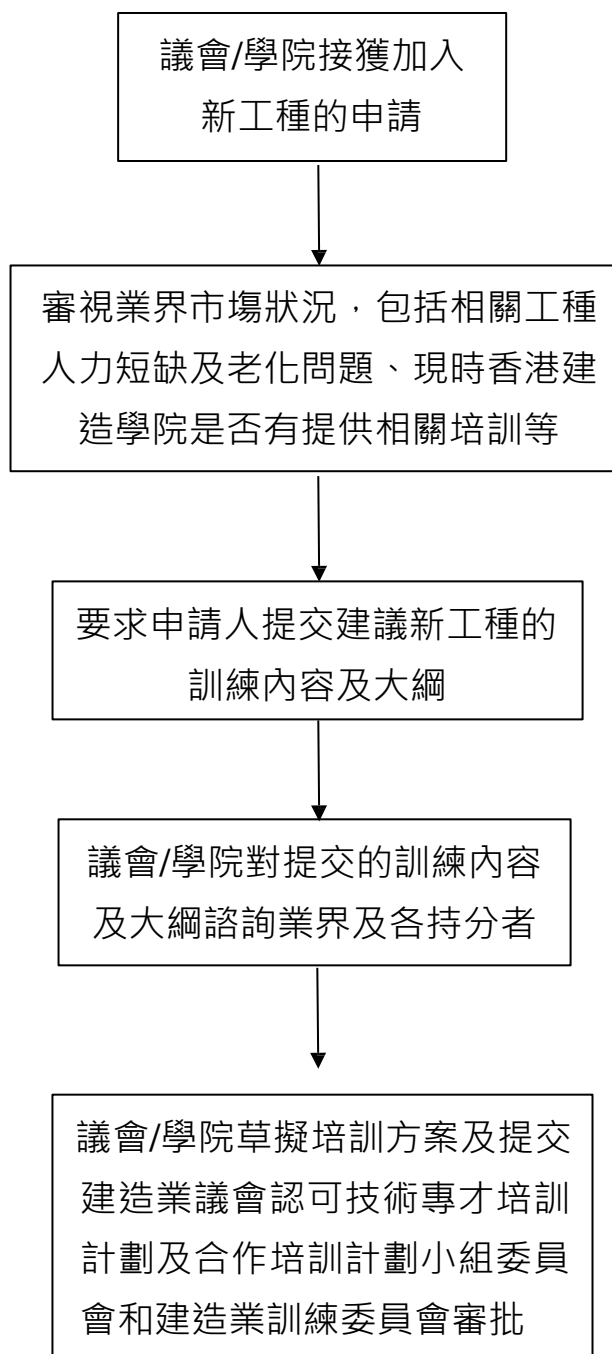 議會/學院接獲加入
新工種的申請
審視業界市場狀況，包括相關工種
人力短缺及老化問題、現時香港建
造學院是否有提供相關培訓等
要求申請人提交建議新工種的
訓練內容及大綱
議會/學院對提交的訓練內容
及大綱諮詢業界及各持分者
議會/學院草擬培訓方案及提交
建造業議會認可技術專才培訓
計劃及合作培訓計劃小組委員
會和建造業訓練委員會審批